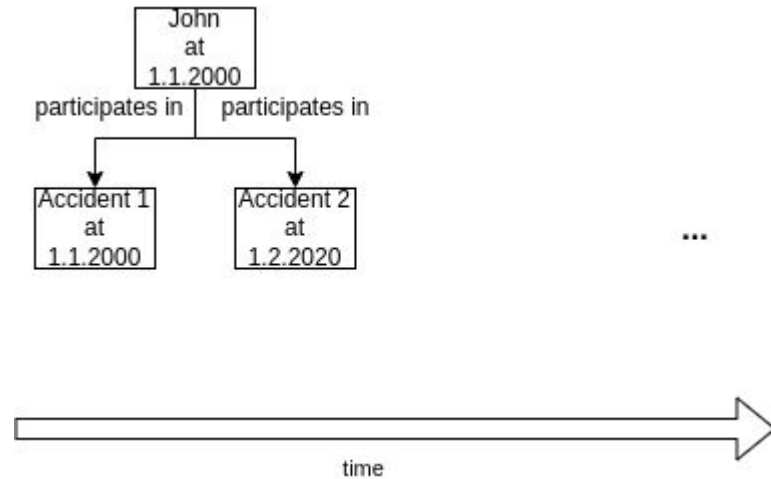 John
at
1.1.2000
participates in participates in
Accident 1
at
1.1.2000
Accident 2
at
1.2.2020
...
time